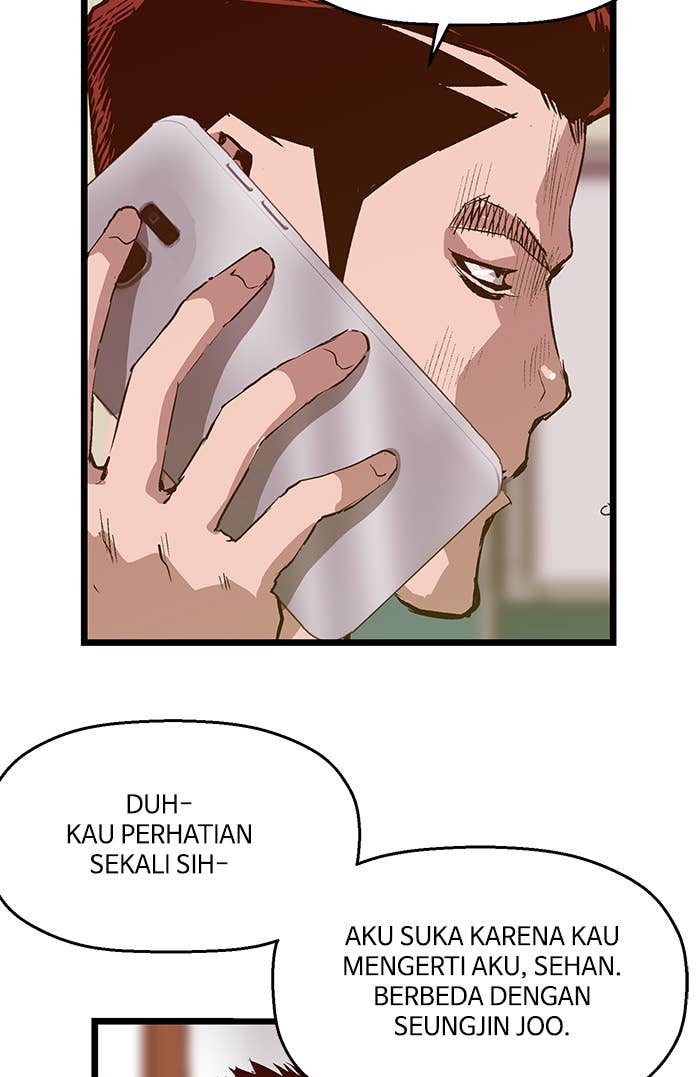 DUH-
KAU PERHATIAN
SEKALI SIH-
AKU SUKA KARENA KAU
MENGERTI AKU, SEHAN.
BERBEDA DENGAN
SEUNGJIN JOO.